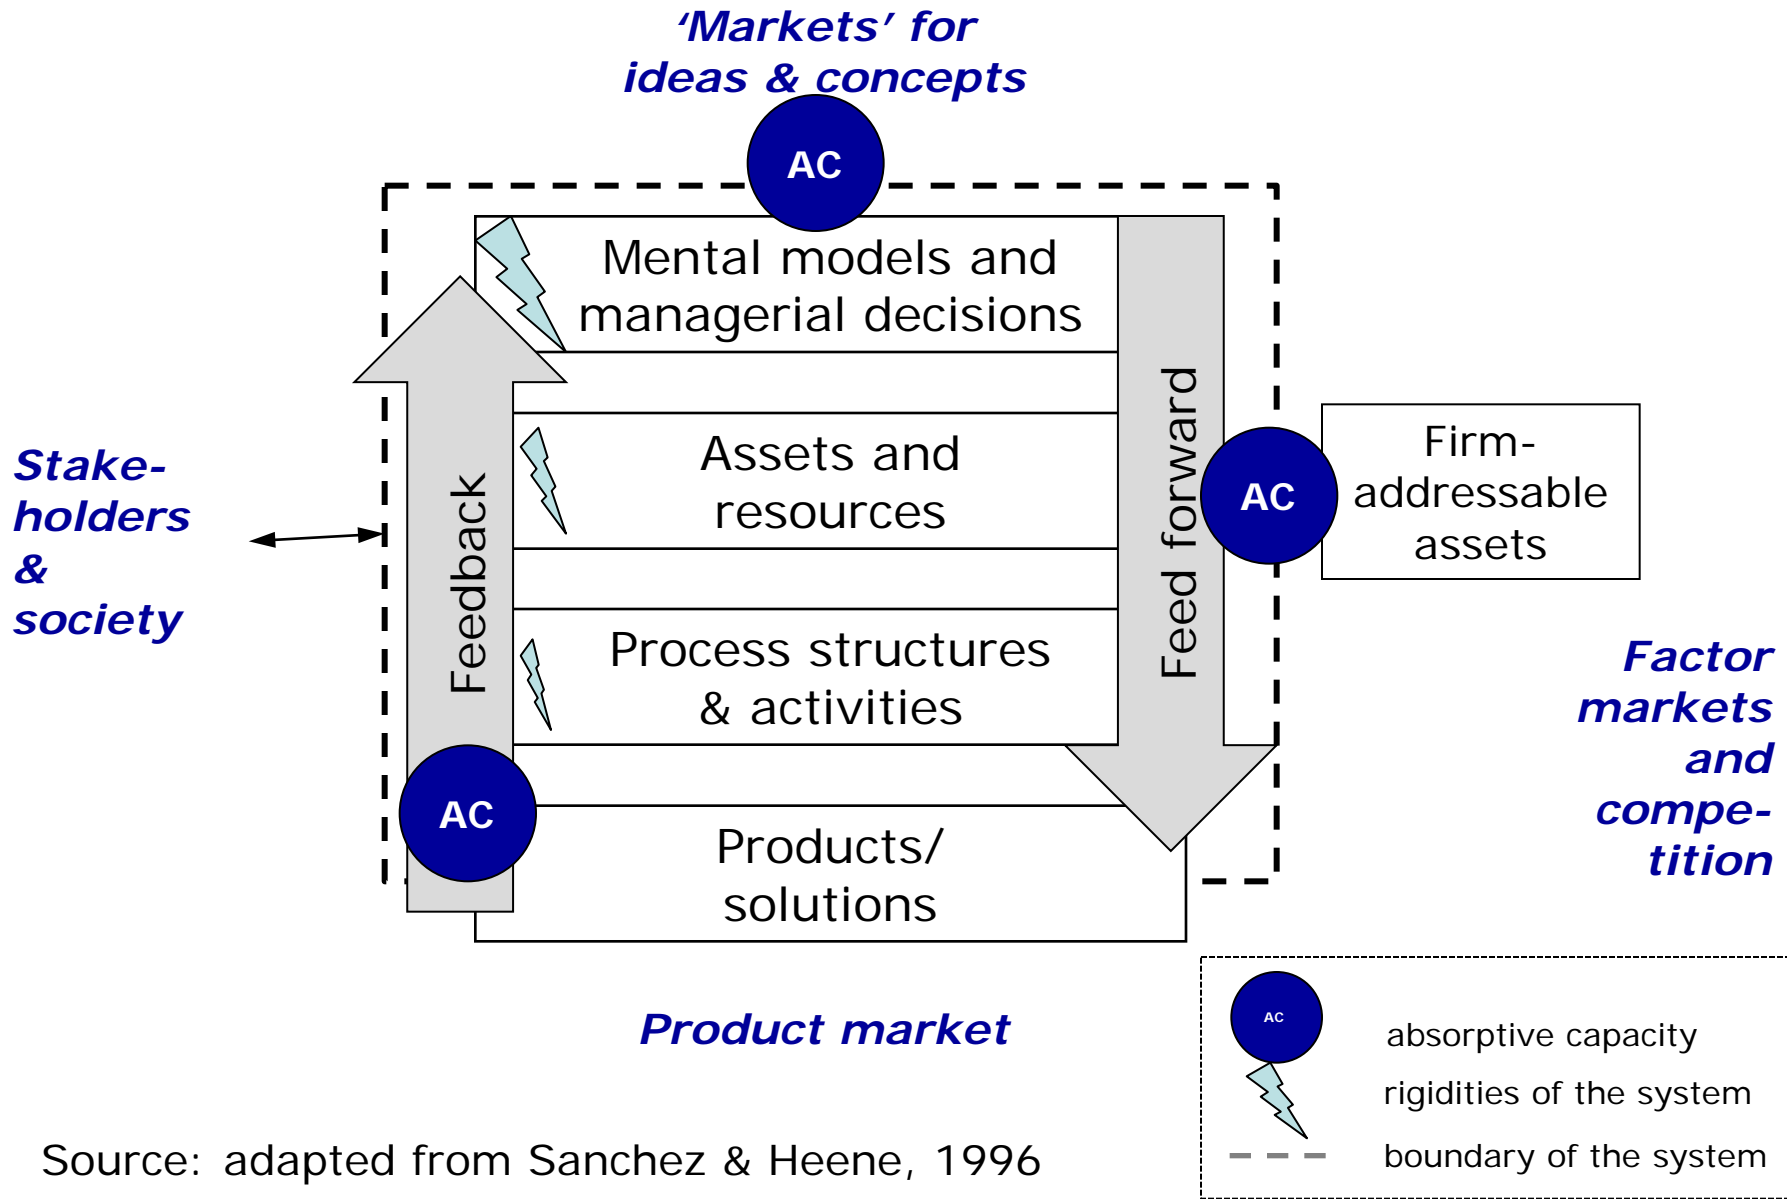 ‘Markets’ for
ideas & concepts
AC
Mental models and
managerial decisions
Assets and
resources
Process structures
& activities
Products/
solutions
Feedback
Feed forward
AC
AC
Firm-
addressable
assets
Stake-
holders
&
society
Factor
markets
and
compe-
tition
Product market
AC
absorptive capacity
rigidities of the system
boundary of the system
Source: adapted from Sanchez & Heene, 1996